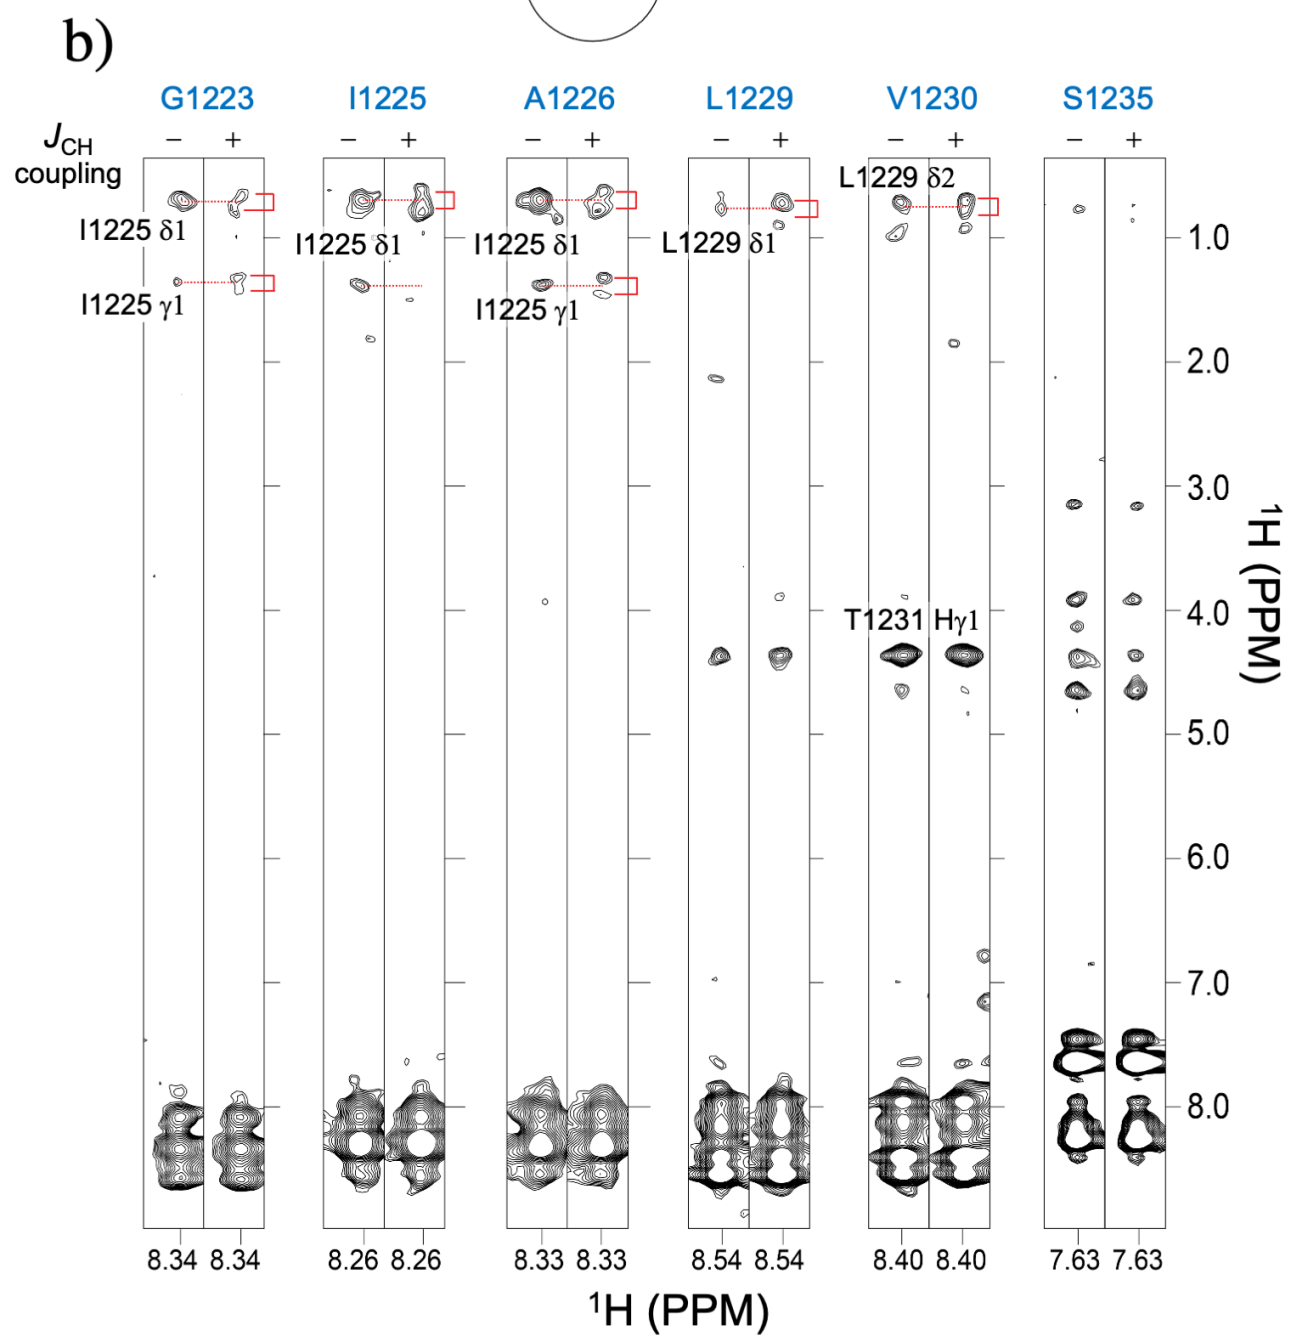 b)
G1223 I1225 A1226 L1229 V1230 S1235
JCH coupling − + − + − + − + − + − +
L1229 δ2
I1225 δ1 I1225 δ1 I1225 δ1 L1229 δ1 1.0
I1225 γ1 I1225 γ1
2.0
3.0
4.0
T1231 Hγ1
5.0
6.0
7.0
8.0
¹H (PPM)
8.34 8.34 8.26 8.26 8.33 8.33 8.54 8.54 8.40 8.40 7.63 7.63
¹H (PPM)